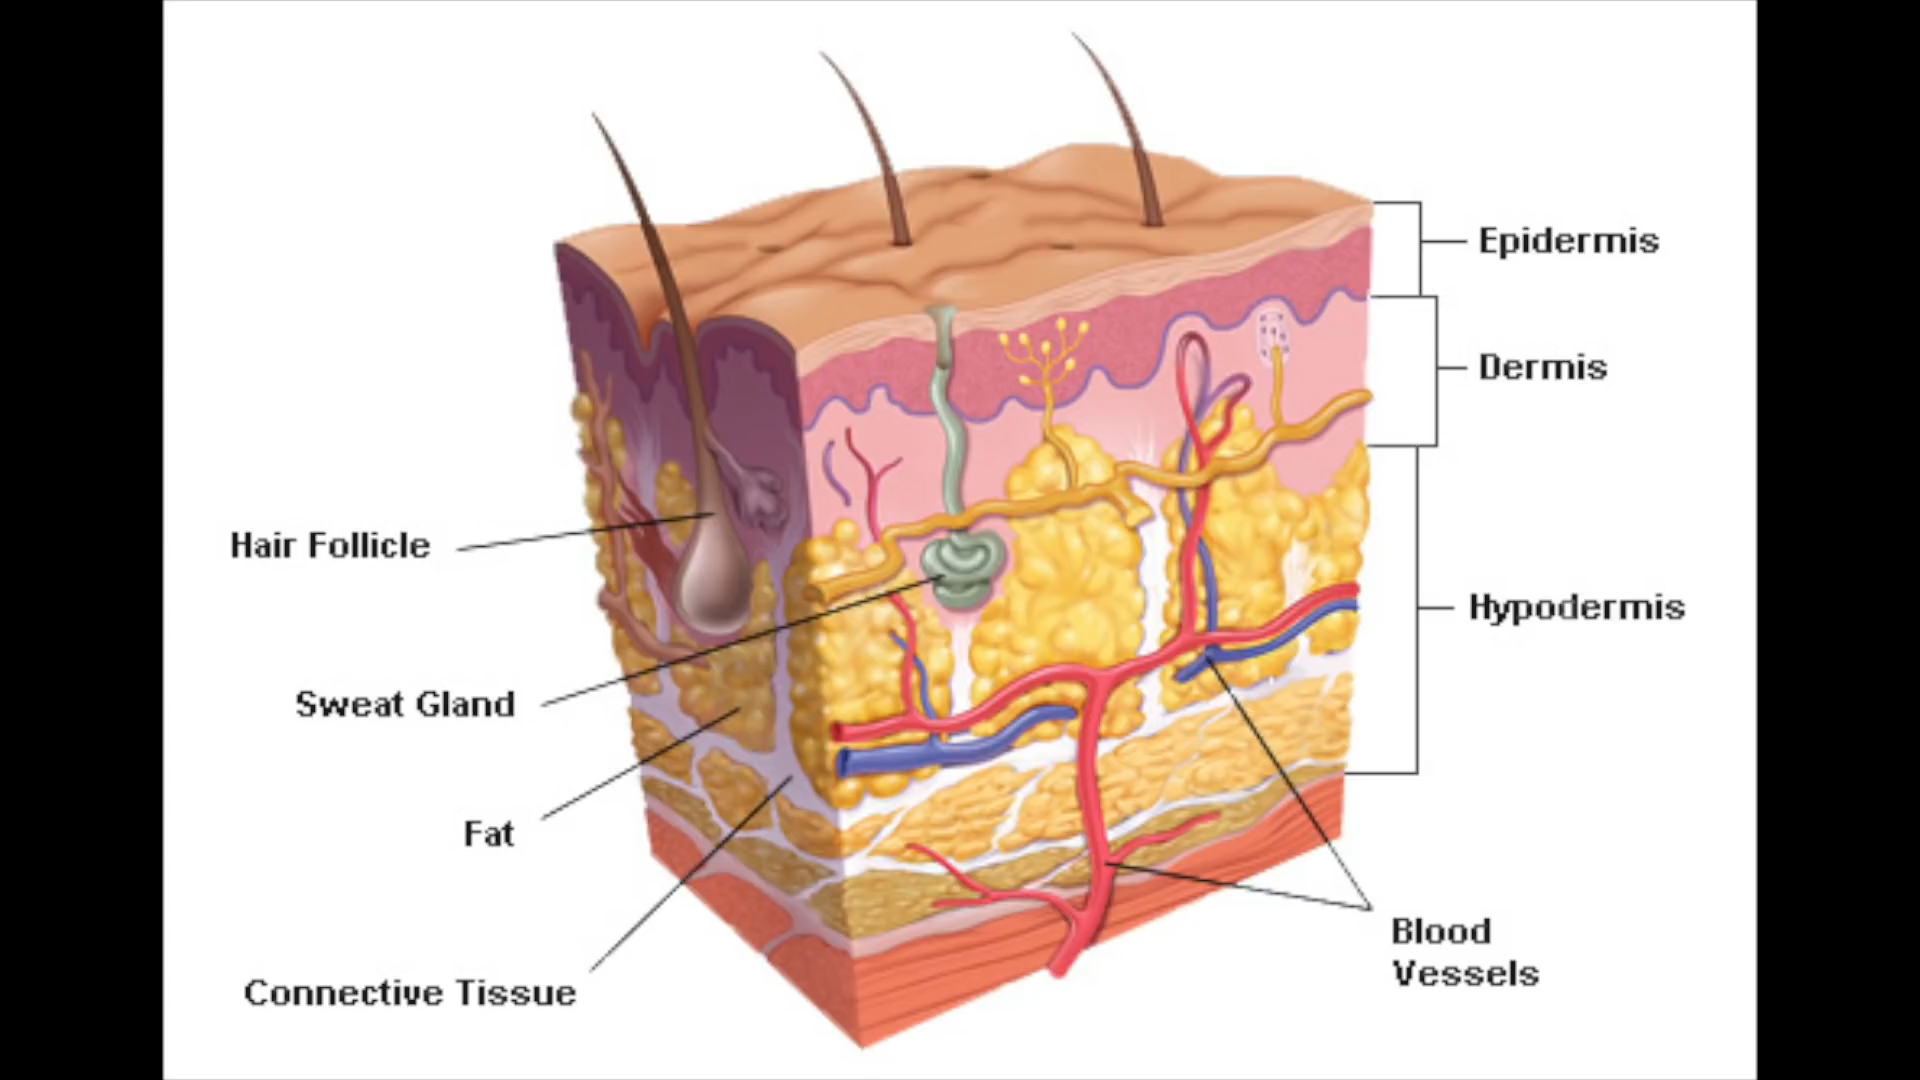 Epidermis
Dermis
Hair Follicle
Hypodermis
Sweat Gland
Fat
Blood
Vessels
Connective Tissue